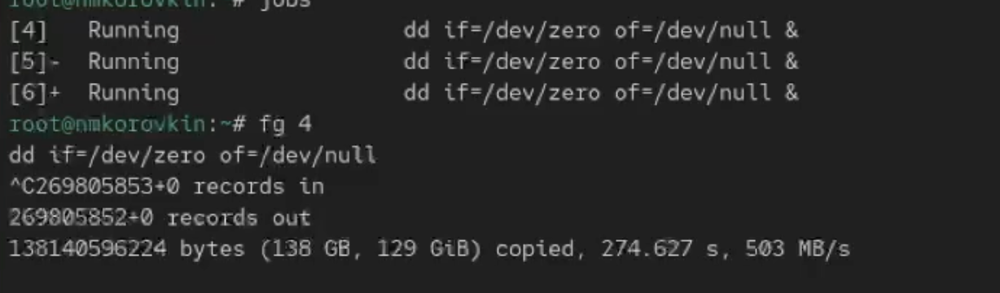 root@nmkorovkin:~# jobs
[4]   Running                 dd if=/dev/zero of=/dev/null &
[5]-  Running                 dd if=/dev/zero of=/dev/null &
[6]+  Running                 dd if=/dev/zero of=/dev/null &
root@nmkorovkin:~# fg 4
dd if=/dev/zero of=/dev/null
^C269805853+0 records in
269805852+0 records out
138140596224 bytes (138 GB, 129 GiB) copied, 274.627 s, 503 MB/s